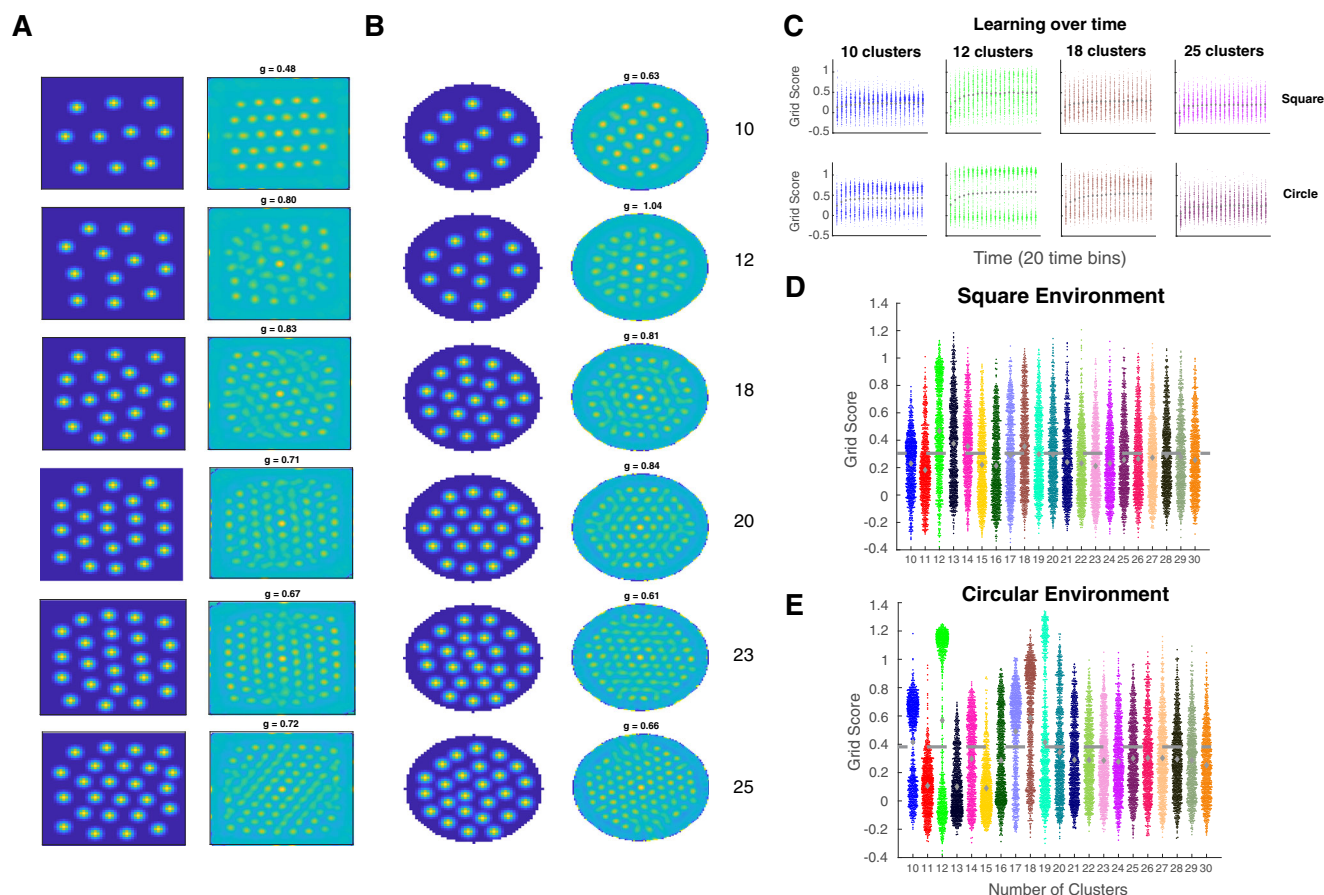 A
g = 0.48
g = 0.80
g = 0.83
g = 0.71
g = 0.67
g = 0.72
B
g = 0.63
10
g = 1.04
12
g = 0.81
18
g = 0.84
20
g = 0.61
23
g = 0.66
25
C
Learning over time
10 clusters 12 clusters 18 clusters 25 clusters
Grid Score
1
0.5
0
-0.5
Square
Grid Score
1
0.5
0
-0.5
Circle
Time (20 time bins)
D
Square Environment
Grid Score
1.4
1.2
1
0.8
0.6
0.4
0.2
0
-0.2
-0.4
10 11 12 13 14 15 16 17 18 19 20 21 22 23 24 25 26 27 28 29 30
E
Circular Environment
Grid Score
1.4
1.2
1
0.8
0.6
0.4
0.2
0
-0.2
-0.4
10 11 12 13 14 15 16 17 18 19 20 21 22 23 24 25 26 27 28 29 30
Number of Clusters